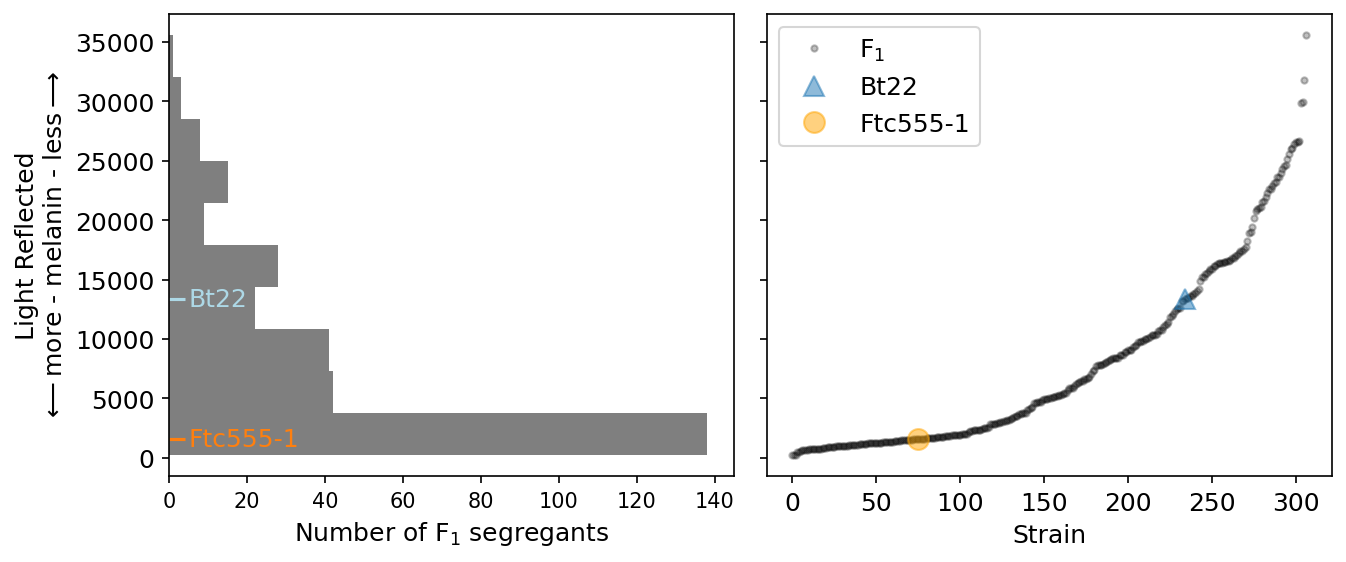 Light Reflected
⟵ more - melanin - less ⟶
35000
30000
25000
20000
15000
10000
5000
0
Bt22
Ftc555-1
0 20 40 60 80 100 120 140
Number of F₁ segregants
F₁
Bt22
Ftc555-1
0 50 100 150 200 250 300
Strain